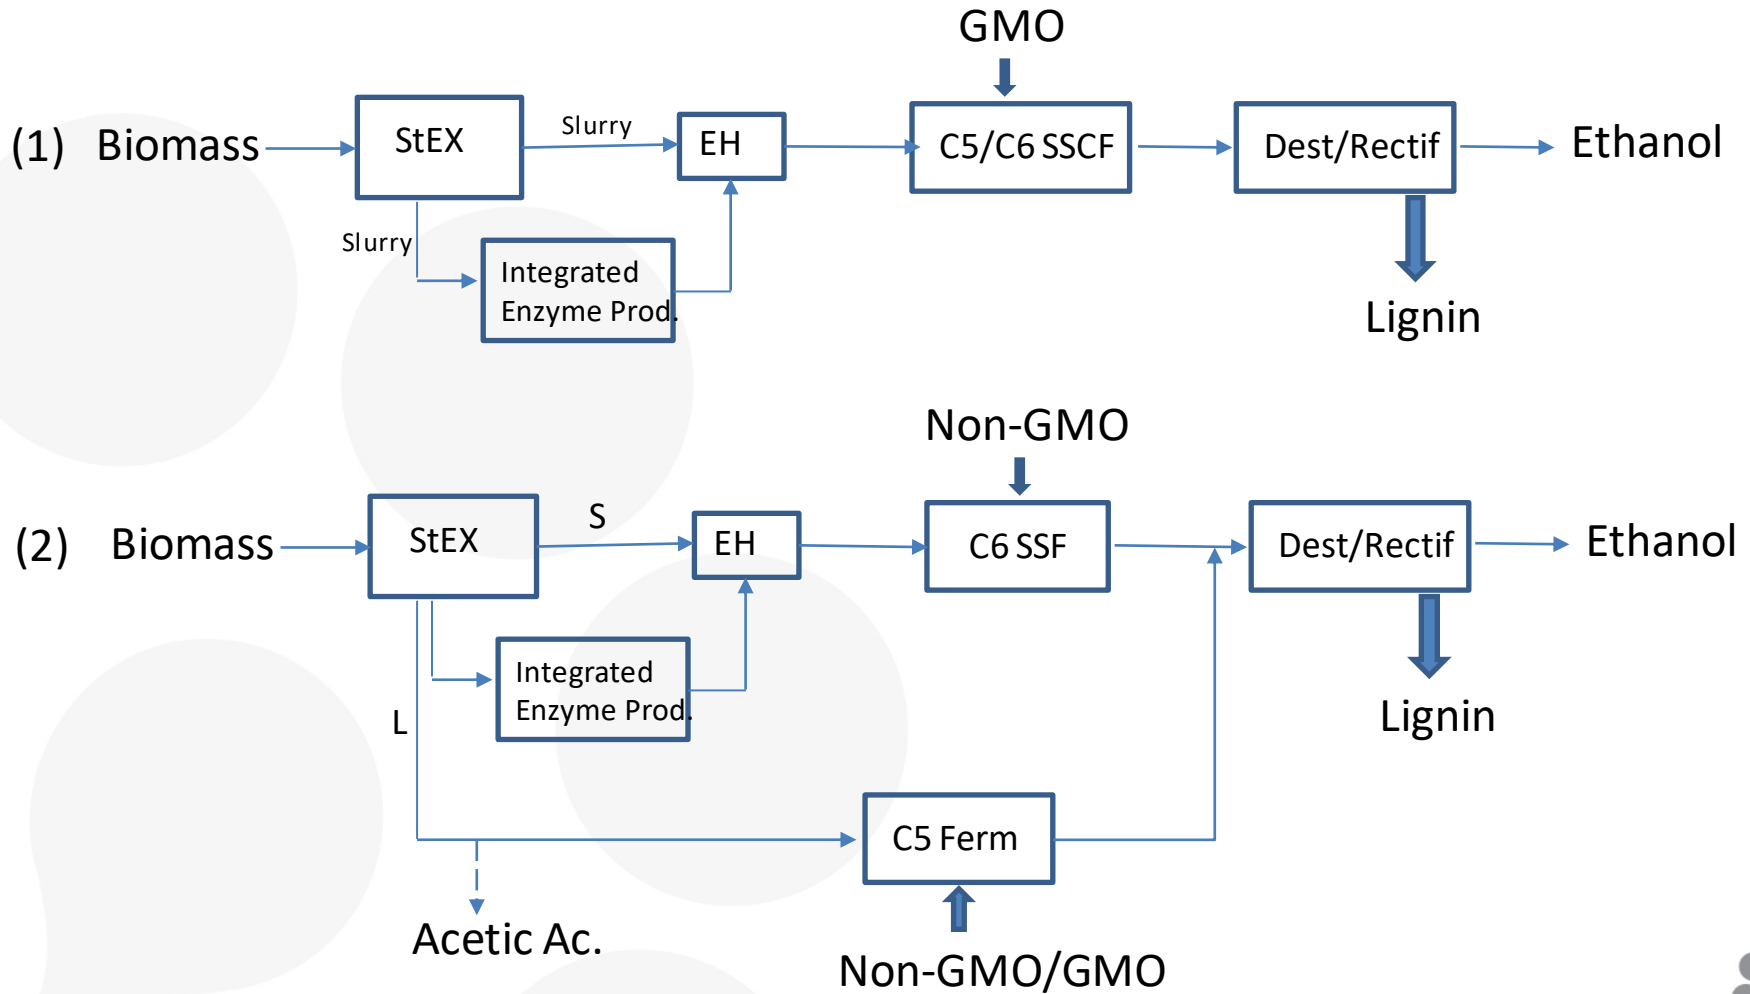 GMO
(1) Biomass
StEX
Slurry
EH
C5/C6 SSCF
Dest/Rectif
Ethanol
Slurry
Integrated
Enzyme Prod.
Lignin
Non-GMO
(2) Biomass
StEX
S
EH
C6 SSF
Dest/Rectif
Ethanol
Integrated
Enzyme Prod.
L
Lignin
C5 Ferm
Acetic Ac.
Non-GMO/GMO